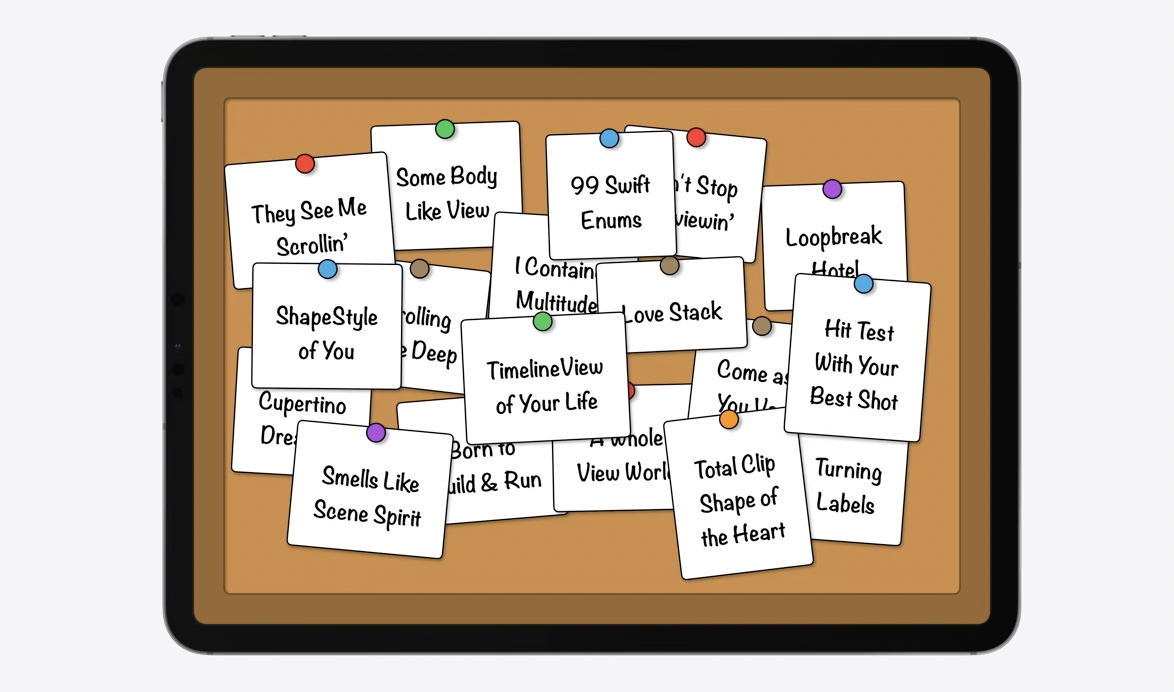 Some Body
Like View
99 Swift
Enums
't Stop
viewin'
They See Me
Scrollin'
Loopbreak
Hotel
I Contain
Multitude
ShapeStyle
of You
rolling
Deep
Love Stack
Hit Test
With Your
Best Shot
TimelineView
of Your Life
Come as
You
Cupertino
Smells Like
Scene Spirit
Born to
uild & Run
A Whole
View Worl
Total Clip
Shape of
the Heart
Turning
Labels